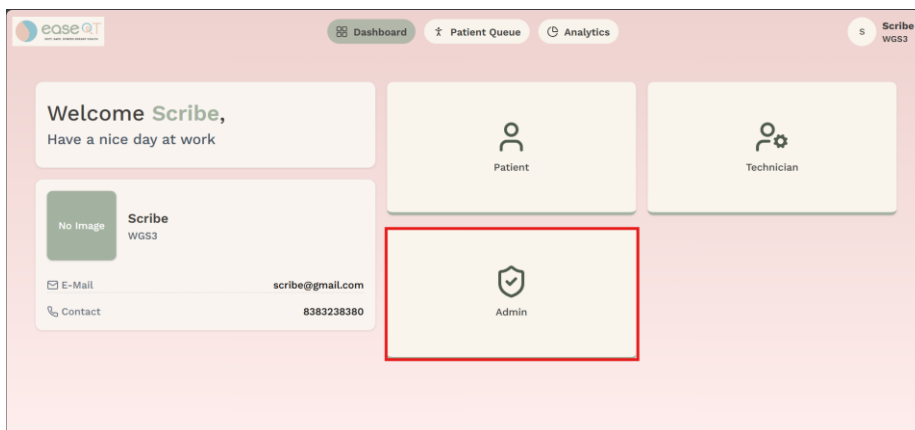 ease QT
Dashboard
Patient Queue
Analytics
S
Scribe
WGS3
Welcome Scribe,
Have a nice day at work
No Image
Scribe
WGS3
E-Mail
scribe@gmail.com
Contact
8383238380
Patient
Technician
Admin